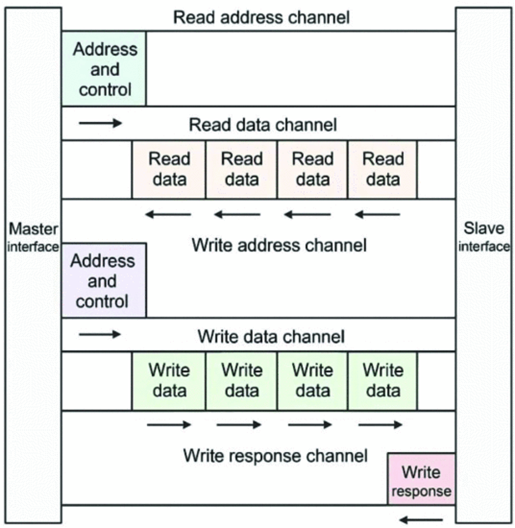 Read address channel
Address
and
control
Read data channel
Read
data
Read
data
Read
data
Read
data
Master
interface
Slave
interface
Write address channel
Address
and
control
Write data channel
Write
data
Write
data
Write
data
Write
data
Write response channel
Write
response